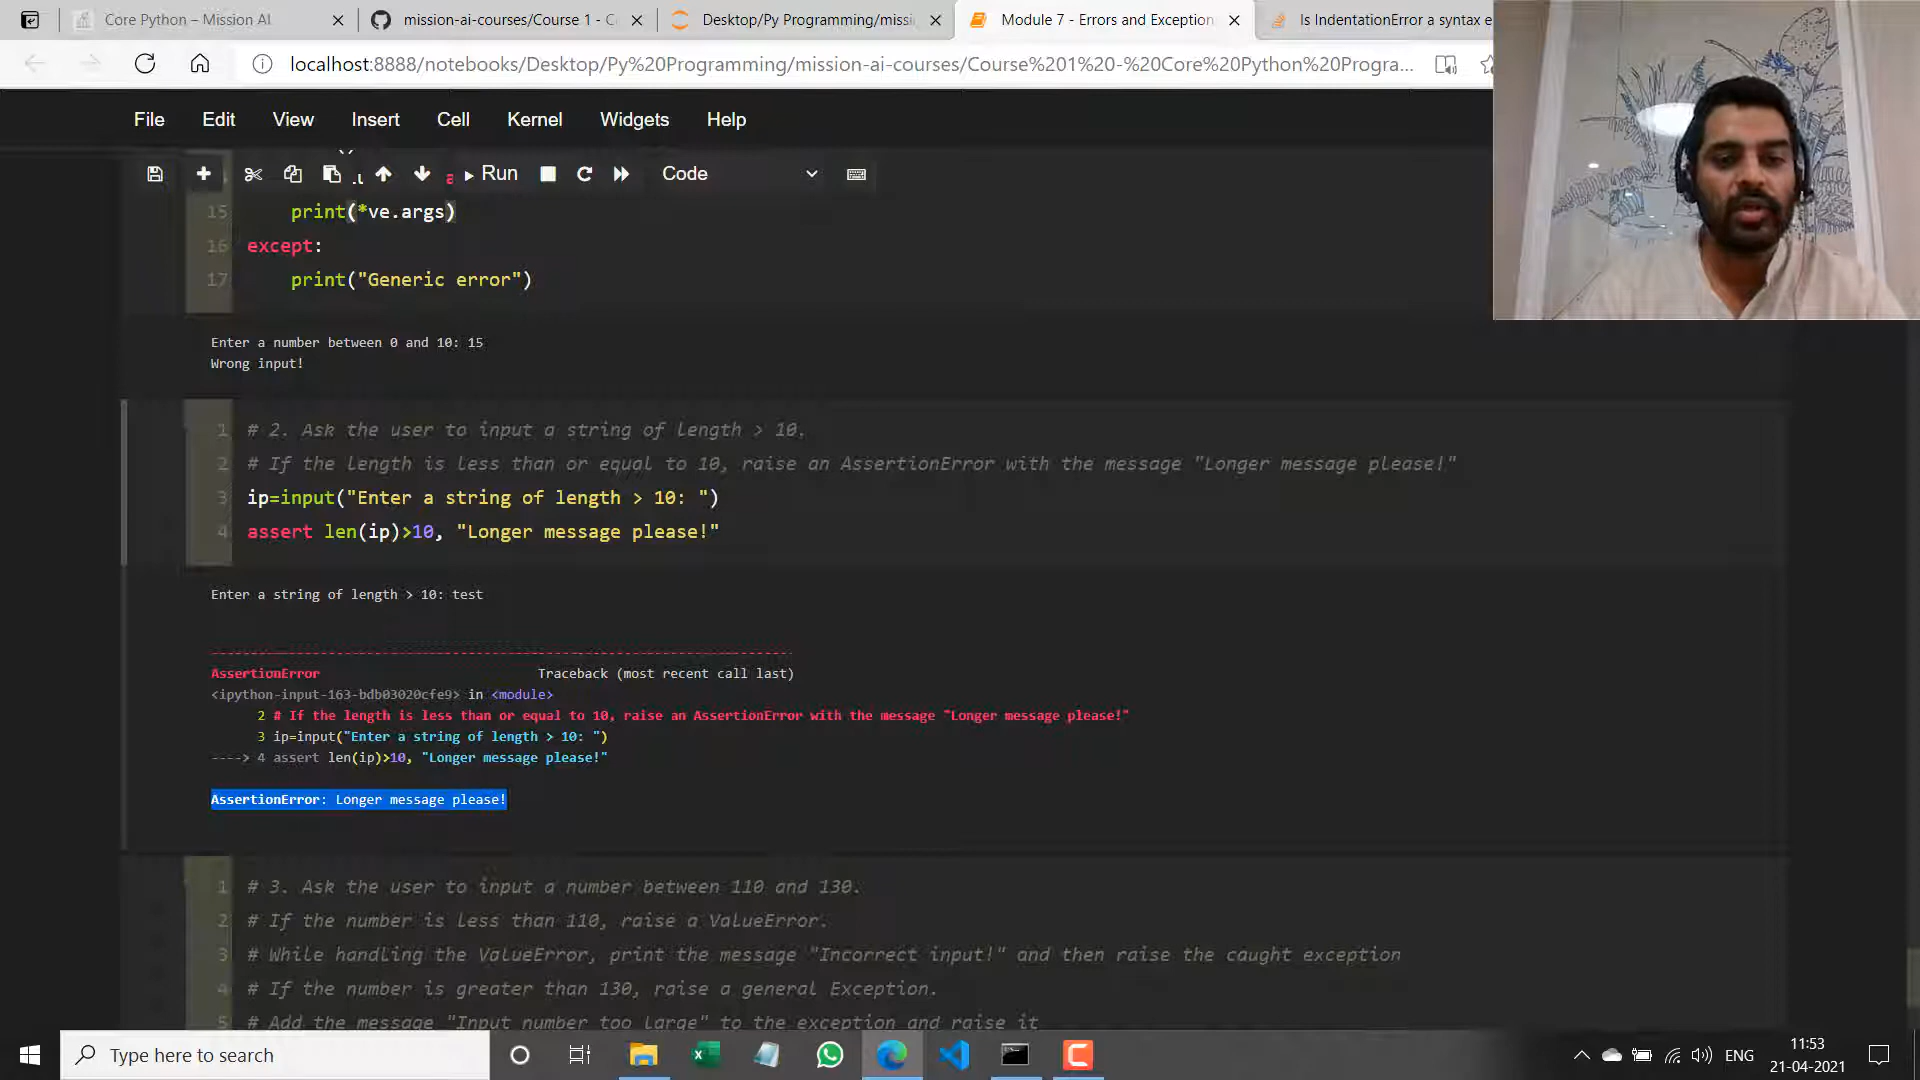 Core Python – Mission AI
mission-ai-courses/Course 1 - C
Desktop/Py Programming/missi
Module 7 - Errors and Exception
Is IndentationError a syntax e
localhost:8888/notebooks/Desktop/Py%20Programming/mission-ai-courses/Course%201%20-%20Core%20Python%20Progra...
File Edit View Insert Cell Kernel Widgets Help
Run Code
15 print(*ve.args)
16 except:
17 print("Generic error")
Enter a number between 0 and 10: 15
Wrong input!
1 # 2. Ask the user to input a string of length > 10.
2 # If the length is less than or equal to 10, raise an AssertionError with the message "Longer message please!"
3 ip=input("Enter a string of length > 10: ")
4 assert len(ip)>10, "Longer message please!"
Enter a string of length > 10: test
---------------------------------------------------------------------------
AssertionError Traceback (most recent call last)
<ipython-input-163-bdb03020cfe9> in <module>
2 # If the length is less than or equal to 10, raise an AssertionError with the message "Longer message please!"
3 ip=input("Enter a string of length > 10: ")
----> 4 assert len(ip)>10, "Longer message please!"
AssertionError: Longer message please!
1 # 3. Ask the user to input a number between 110 and 130.
2 # If the number is less than 110, raise a ValueError.
3 # While handling the ValueError, print the message "Incorrect input!" and then raise the caught exception
4 # If the number is greater than 130, raise a general Exception.
5 # Add the message "Input number too large" to the exception and raise it
Type here to search
ENG
11:53
21-04-2021